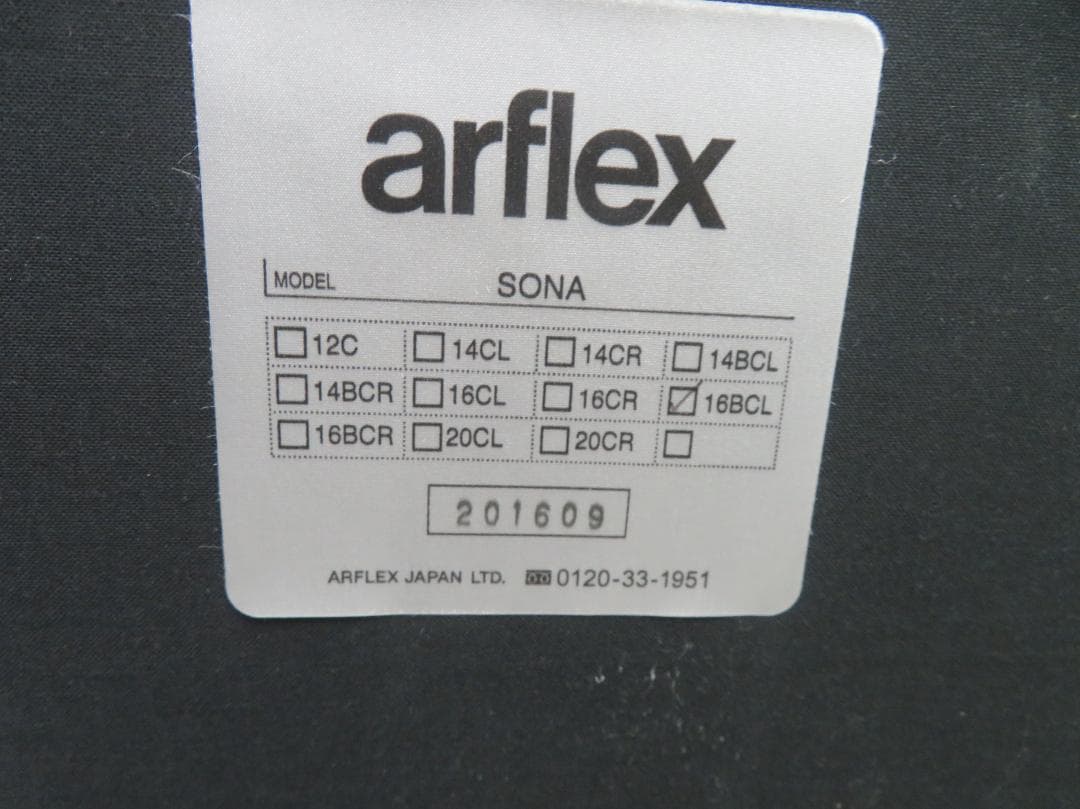 arflex
MODEL SONA
☐ 12C ☐ 14CL ☐ 14CR ☐ 14BCL
☐ 14BCR ☐ 16CL ☐ 16CR ☑ 16BCL
☐ 16BCR ☐ 20CL ☐ 20CR ☐
201609
ARFLEX JAPAN LTD. 0120-33-1951